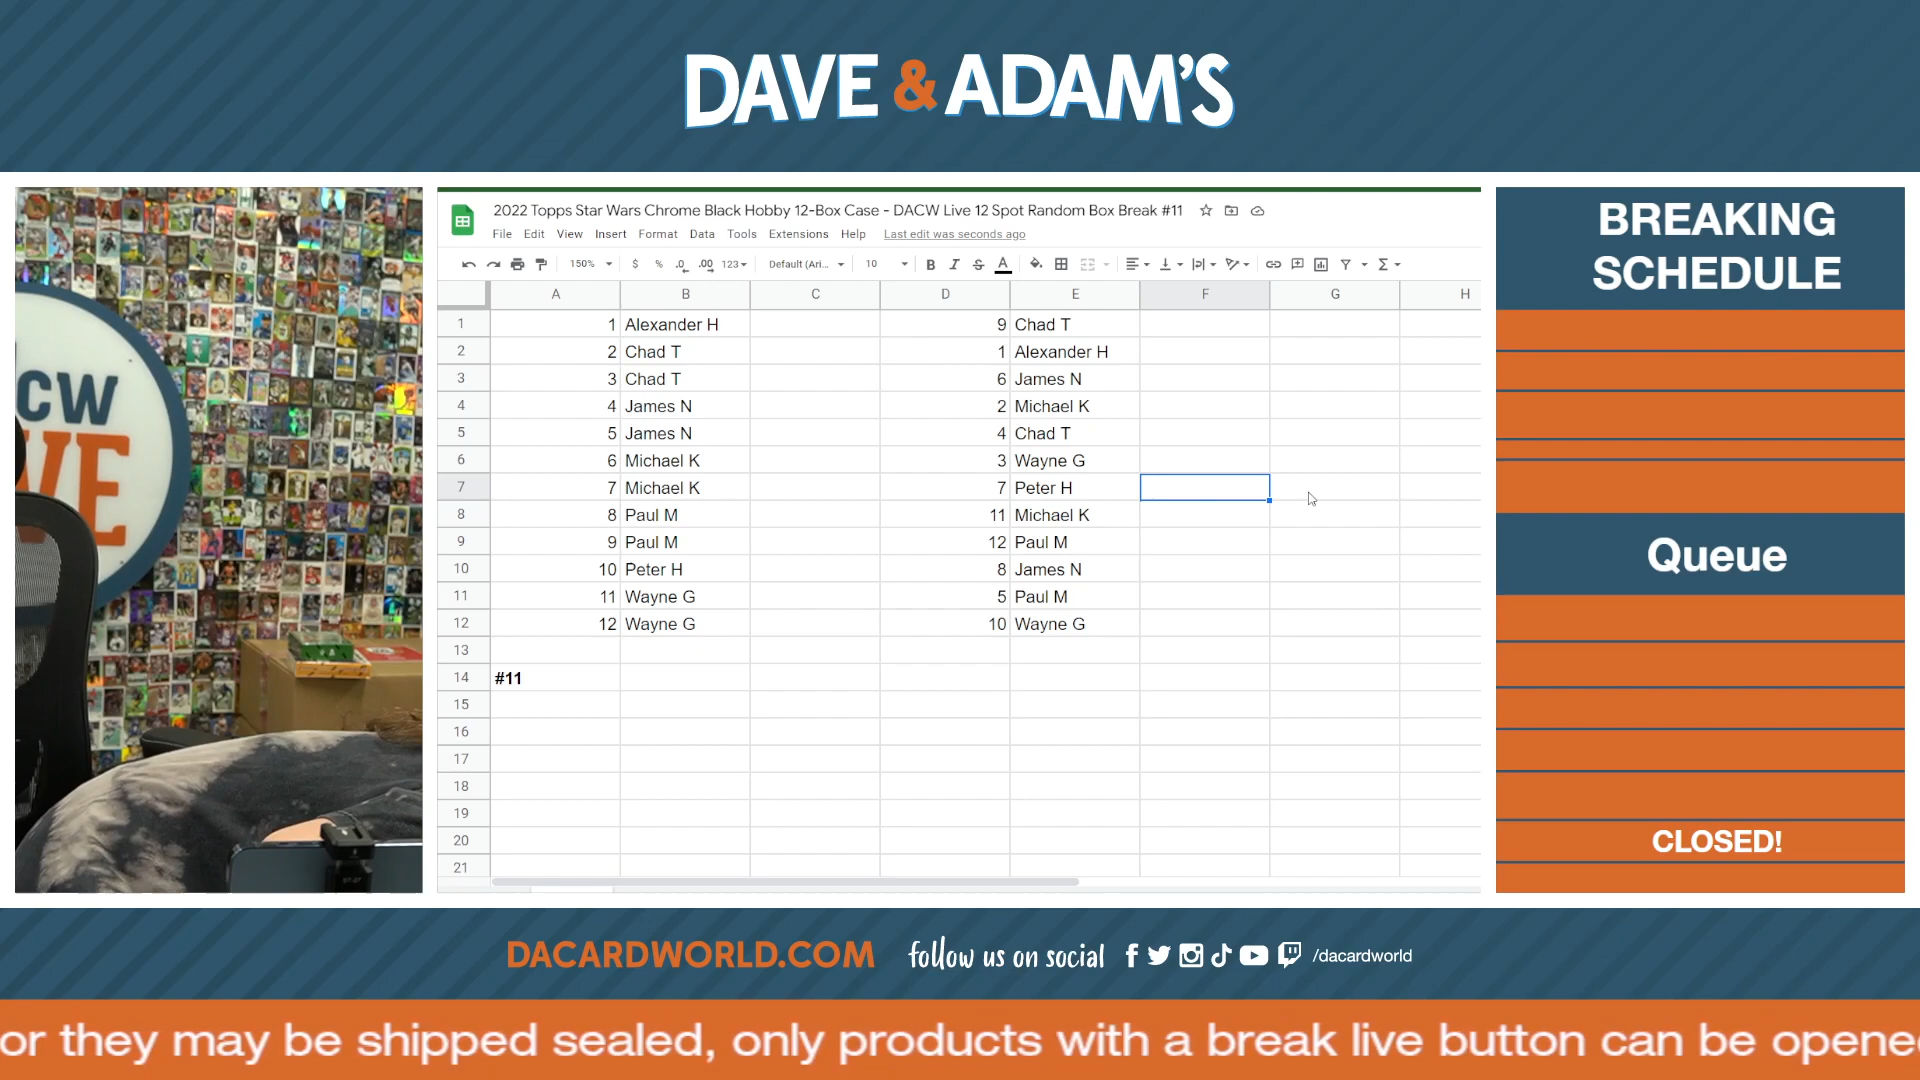 DAVE & ADAM'S
CW
VE
2022 Topps Star Wars Chrome Black Hobby 12-Box Case - DACW Live 12 Spot Random Box Break #11
File Edit View Insert Format Data Tools Extensions Help Last edit was seconds ago
150% $ % .0 .00 123 Default (Ari... 10 B I S A
A B C D E F G H
1 1 Alexander H 9 Chad T
2 2 Chad T 1 Alexander H
3 3 Chad T 6 James N
4 4 James N 2 Michael K
5 5 James N 4 Chad T
6 6 Michael K 3 Wayne G
7 7 Michael K 7 Peter H
8 8 Paul M 11 Michael K
9 9 Paul M 12 Paul M
10 10 Peter H 8 James N
11 11 Wayne G 5 Paul M
12 12 Wayne G 10 Wayne G
13
14 #11
15
16
17
18
19
20
21
BREAKING
SCHEDULE
Queue
CLOSED!
DACARDWORLD.COM follow us on social /dacardworld
or they may be shipped sealed, only products with a break live button can be opene